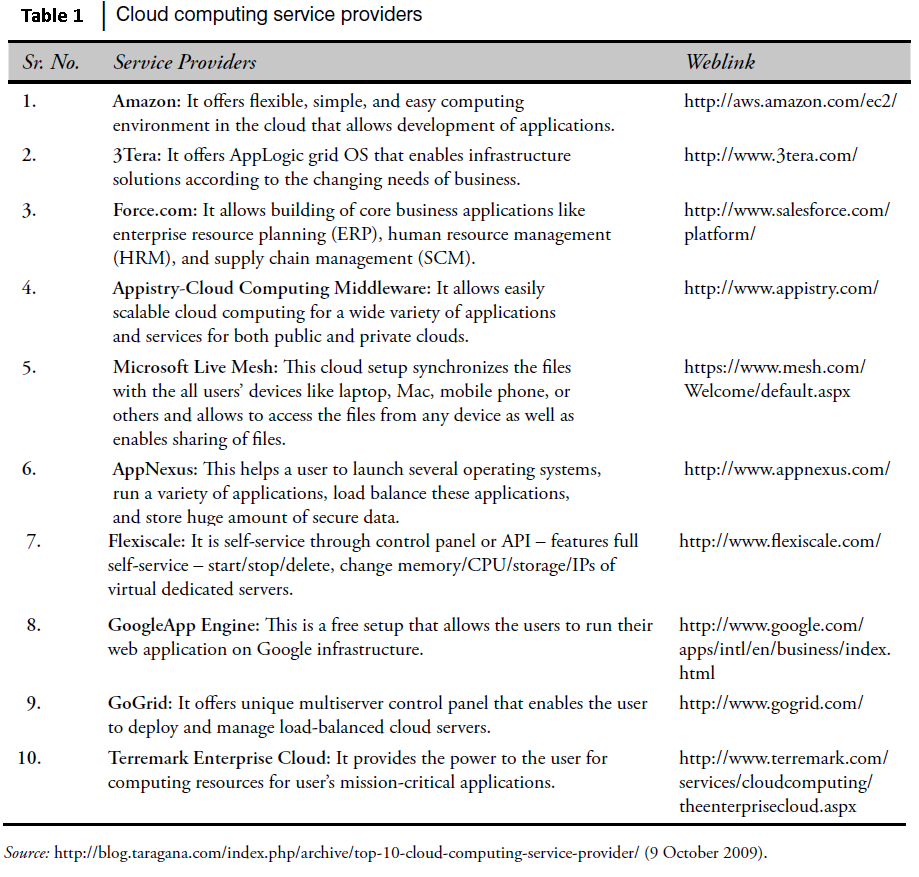 Table 1 | Cloud computing service providers
Sr. No. Service Providers Weblink
1. Amazon: It offers flexible, simple, and easy computing http://aws.amazon.com/ec2/
environment in the cloud that allows development of applications.
2. 3Tera: It offers AppLogic grid OS that enables infrastructure http://www.3tera.com/
solutions according to the changing needs of business.
3. Force.com: It allows building of core business applications like http://www.salesforce.com/
enterprise resource planning (ERP), human resource management platform/
(HRM), and supply chain management (SCM).
4. Appistry-Cloud Computing Middleware: It allows easily http://www.appistry.com/
scalable cloud computing for a wide variety of applications
and services for both public and private clouds.
5. Microsoft Live Mesh: This cloud setup synchronizes the files https://www.mesh.com/
with the all users' devices like laptop, Mac, mobile phone, or Welcome/default.aspx
others and allows to access the files from any device as well as
enables sharing of files.
6. AppNexus: This helps a user to launch several operating systems, http://www.appnexus.com/
run a variety of applications, load balance these applications,
and store huge amount of secure data.
7. Flexiscale: It is self-service through control panel or API – features full http://www.flexiscale.com/
self-service – start/stop/delete, change memory/CPU/storage/IPs of
virtual dedicated servers.
8. GoogleApp Engine: This is a free setup that allows the users to run their http://www.google.com/
web application on Google infrastructure. apps/intl/en/business/index.
html
9. GoGrid: It offers unique multiserver control panel that enables the user http://www.gogrid.com/
to deploy and manage load-balanced cloud servers.
10. Terremark Enterprise Cloud: It provides the power to the user for http://www.terremark.com/
computing resources for user's mission-critical applications. services/cloudcomputing/
theenterprisecloud.aspx
Source: http://blog.taragana.com/index.php/archive/top-10-cloud-computing-service-provider/ (9 October 2009).